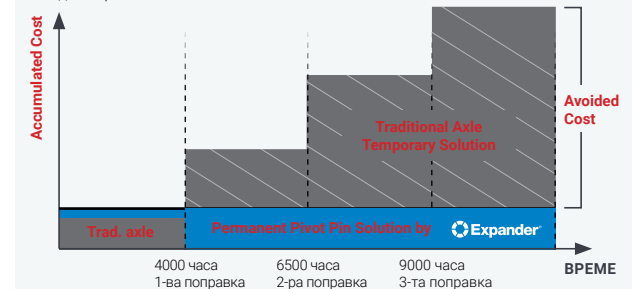 Accumulated Cost
Avoided
Cost
Traditional Axle
Temporary Solution
Trad. axle
Permanent Pivot Pin Solution by Expander®
4000 часа
1-ва поправка
6500 часа
2-ра поправка
9000 часа
3-та поправка
ВРЕМЕ